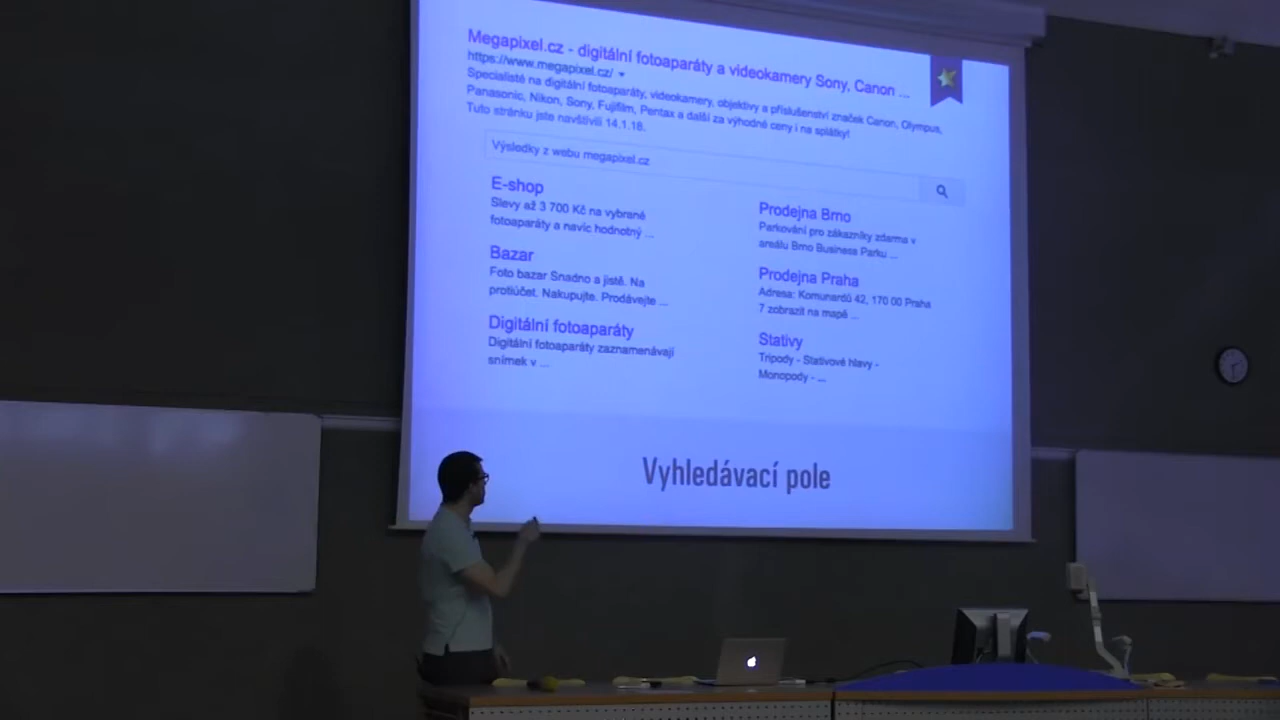 Megapixel.cz - digitální fotoaparáty a videokamery Sony, Canon ...
https://www.megapixel.cz/
Specialisté na digitální fotoaparáty, videokamery, objektivy a příslušenství značek Canon, Olympus,
Panasonic, Nikon, Sony, Fujifilm, Pentax a další za výhodné ceny i na splátky!
Tuto stránku jste navštívili 14.1.18.
Výsledky z webu megapixel.cz
E-shop
Slevy až 3 700 Kč na vybrané
fotoaparáty a navíc hodnotný ...
Bazar
Foto bazar Snadno a jistě. Na
protiúčet. Nakupujte. Prodávejte ...
Digitální fotoaparáty
Digitální fotoaparáty zaznamenávají
snímek v ...
Prodejna Brno
Parkování pro zákazníky zdarma v
areálu Brno Business Parku ...
Prodejna Praha
Adresa: Komunardů 42, 170 00 Praha
7 zobrazit na mapě ...
Stativy
Tripody - Stativové hlavy -
Monopody - ...
Vyhledávací pole